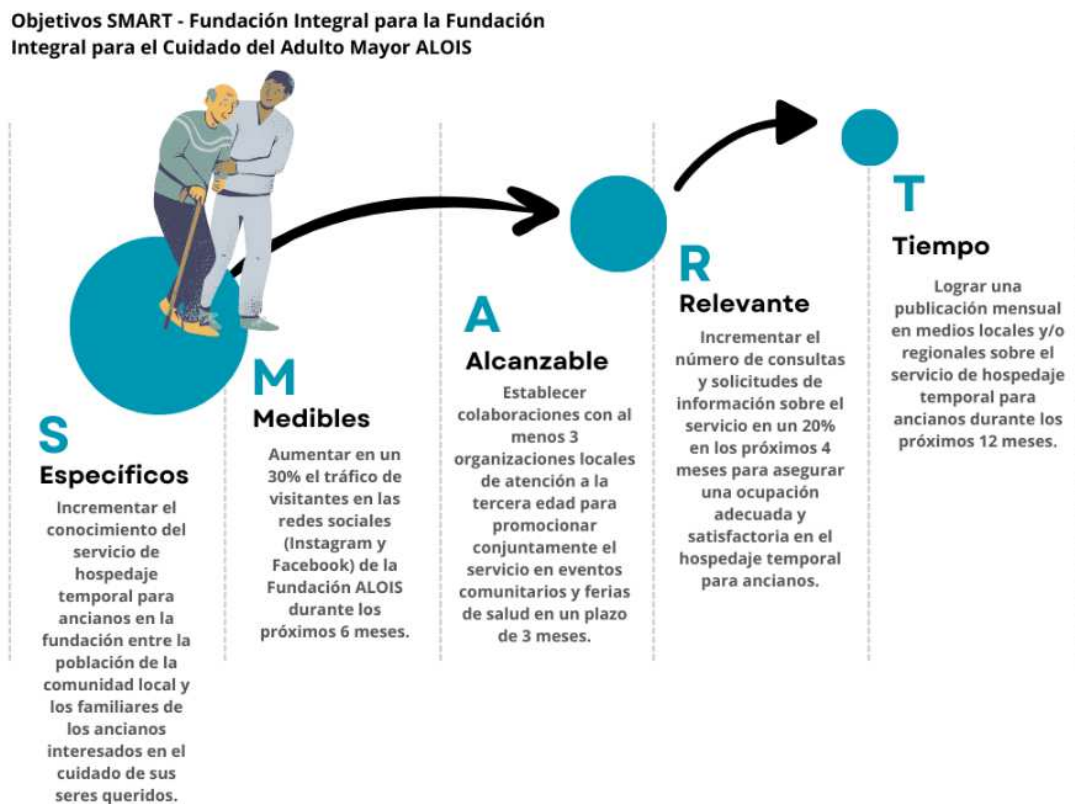 Objetivos SMART - Fundación Integral para la Fundación
Integral para el Cuidado del Adulto Mayor ALOIS
S
Específicos
Incrementar el
conocimiento del
servicio de
hospedaje
temporal para
ancianos en la
fundación entre la
población de la
comunidad local y
los familiares de
los ancianos
interesados en el
cuidado de sus
seres queridos.
M
Medibles
Aumentar en un
30% el tráfico de
visitantes en las
redes sociales
(Instagram y
Facebook) de la
Fundación ALOIS
durante los
próximos 6 meses.
A
Alcanzable
Establecer
colaboraciones con al
menos 3
organizaciones locales
de atención a la
tercera edad para
promocionar
conjuntamente el
servicio en eventos
comunitarios y ferias
de salud en un plazo
de 3 meses.
R
Relevante
Incrementar el
número de consultas
y solicitudes de
información sobre el
servicio en un 20%
en los próximos 4
meses para asegurar
una ocupación
adecuada y
satisfactoria en el
hospedaje temporal
para ancianos.
T
Tiempo
Lograr una
publicación mensual
en medios locales y/o
regionales sobre el
servicio de hospedaje
temporal para
ancianos durante los
próximos 12 meses.